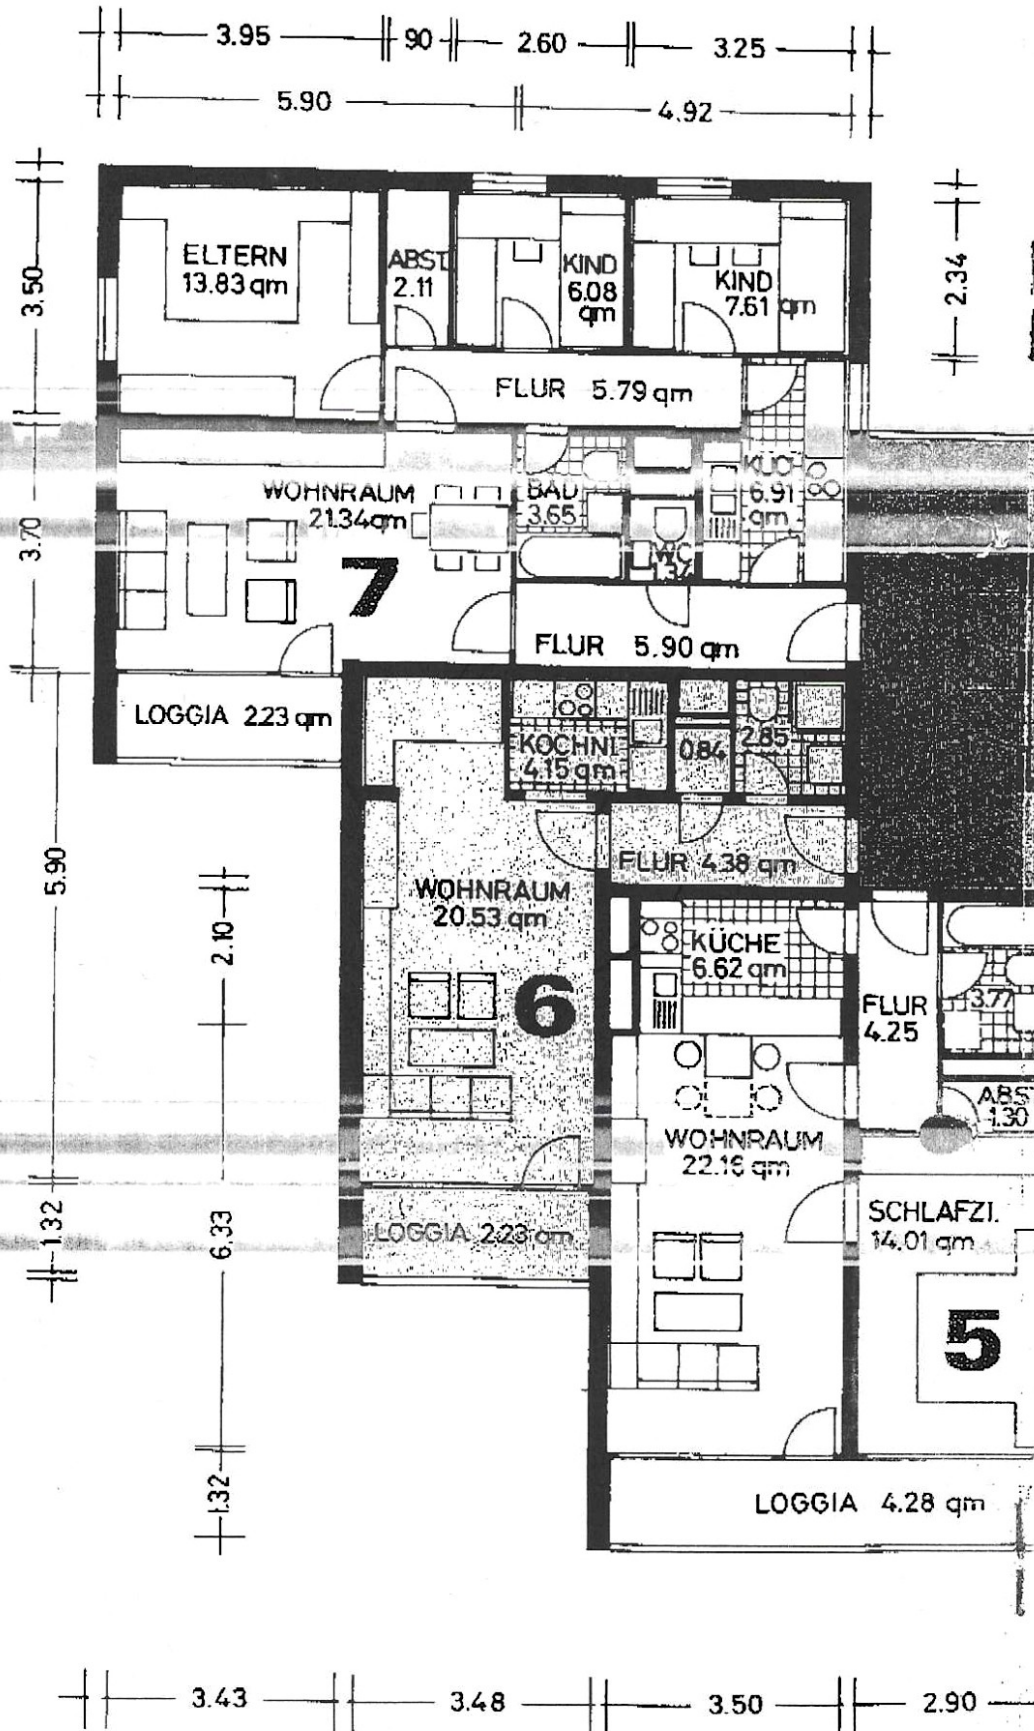 3.95 90 2.60 3.25
5.90 4.92
3.50
2.34
ELTERN
13.83 qm
ABST
2.11
KIND
6.08
qm
KIND
7.61 qm
FLUR 5.79 qm
3.70
WOHNRAUM
21.34 qm
7
BAD
3.65
WC
1.34
KÜCH
6.91
qm
FLUR 5.90 qm
LOGGIA 2.23 qm
KOCHNI
4.15 qm
0.84
2.85
FLUR 4.38 qm
5.90
2.10
WOHNRAUM
20.53 qm
6
KÜCHE
6.62 qm
FLUR
4.25
3.77
ABS
1.30
WOHNRAUM
22.16 qm
1.32
6.33
LOGGIA 2.23 qm
SCHLAFZI.
14.01 qm
5
1.32
LOGGIA 4.28 qm
3.43 3.48 3.50 2.90